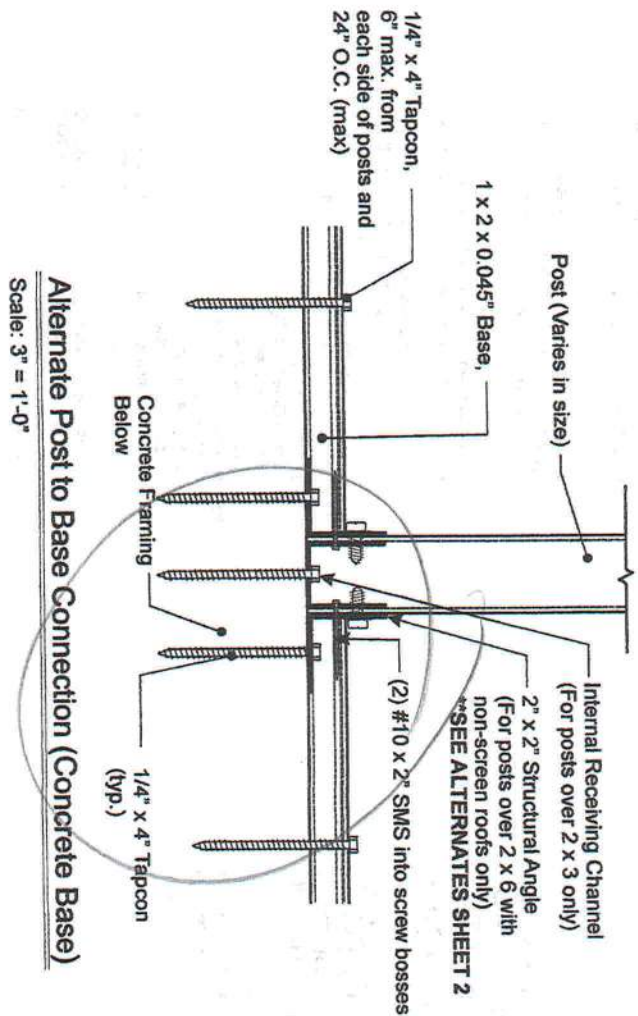 Post (Varies in size)
1 x 2 x 0.045" Base,
1/4" x 4" Tapcon,
6" max. from
each side of posts and
24" O.C. (max)
Internal Receiving Channel
(For posts over 2 x 3 only)
2" x 2" Structural Angle
(For posts over 2 x 6 with
non-screen roofs only)
**SEE ALTERNATES SHEET 2
(2) #10 x 2" SMS into screw bosses
Concrete Framing
Below
1/4" x 4" Tapcon
(typ.)
Alternate Post to Base Connection (Concrete Base)
Scale: 3" = 1'-0"